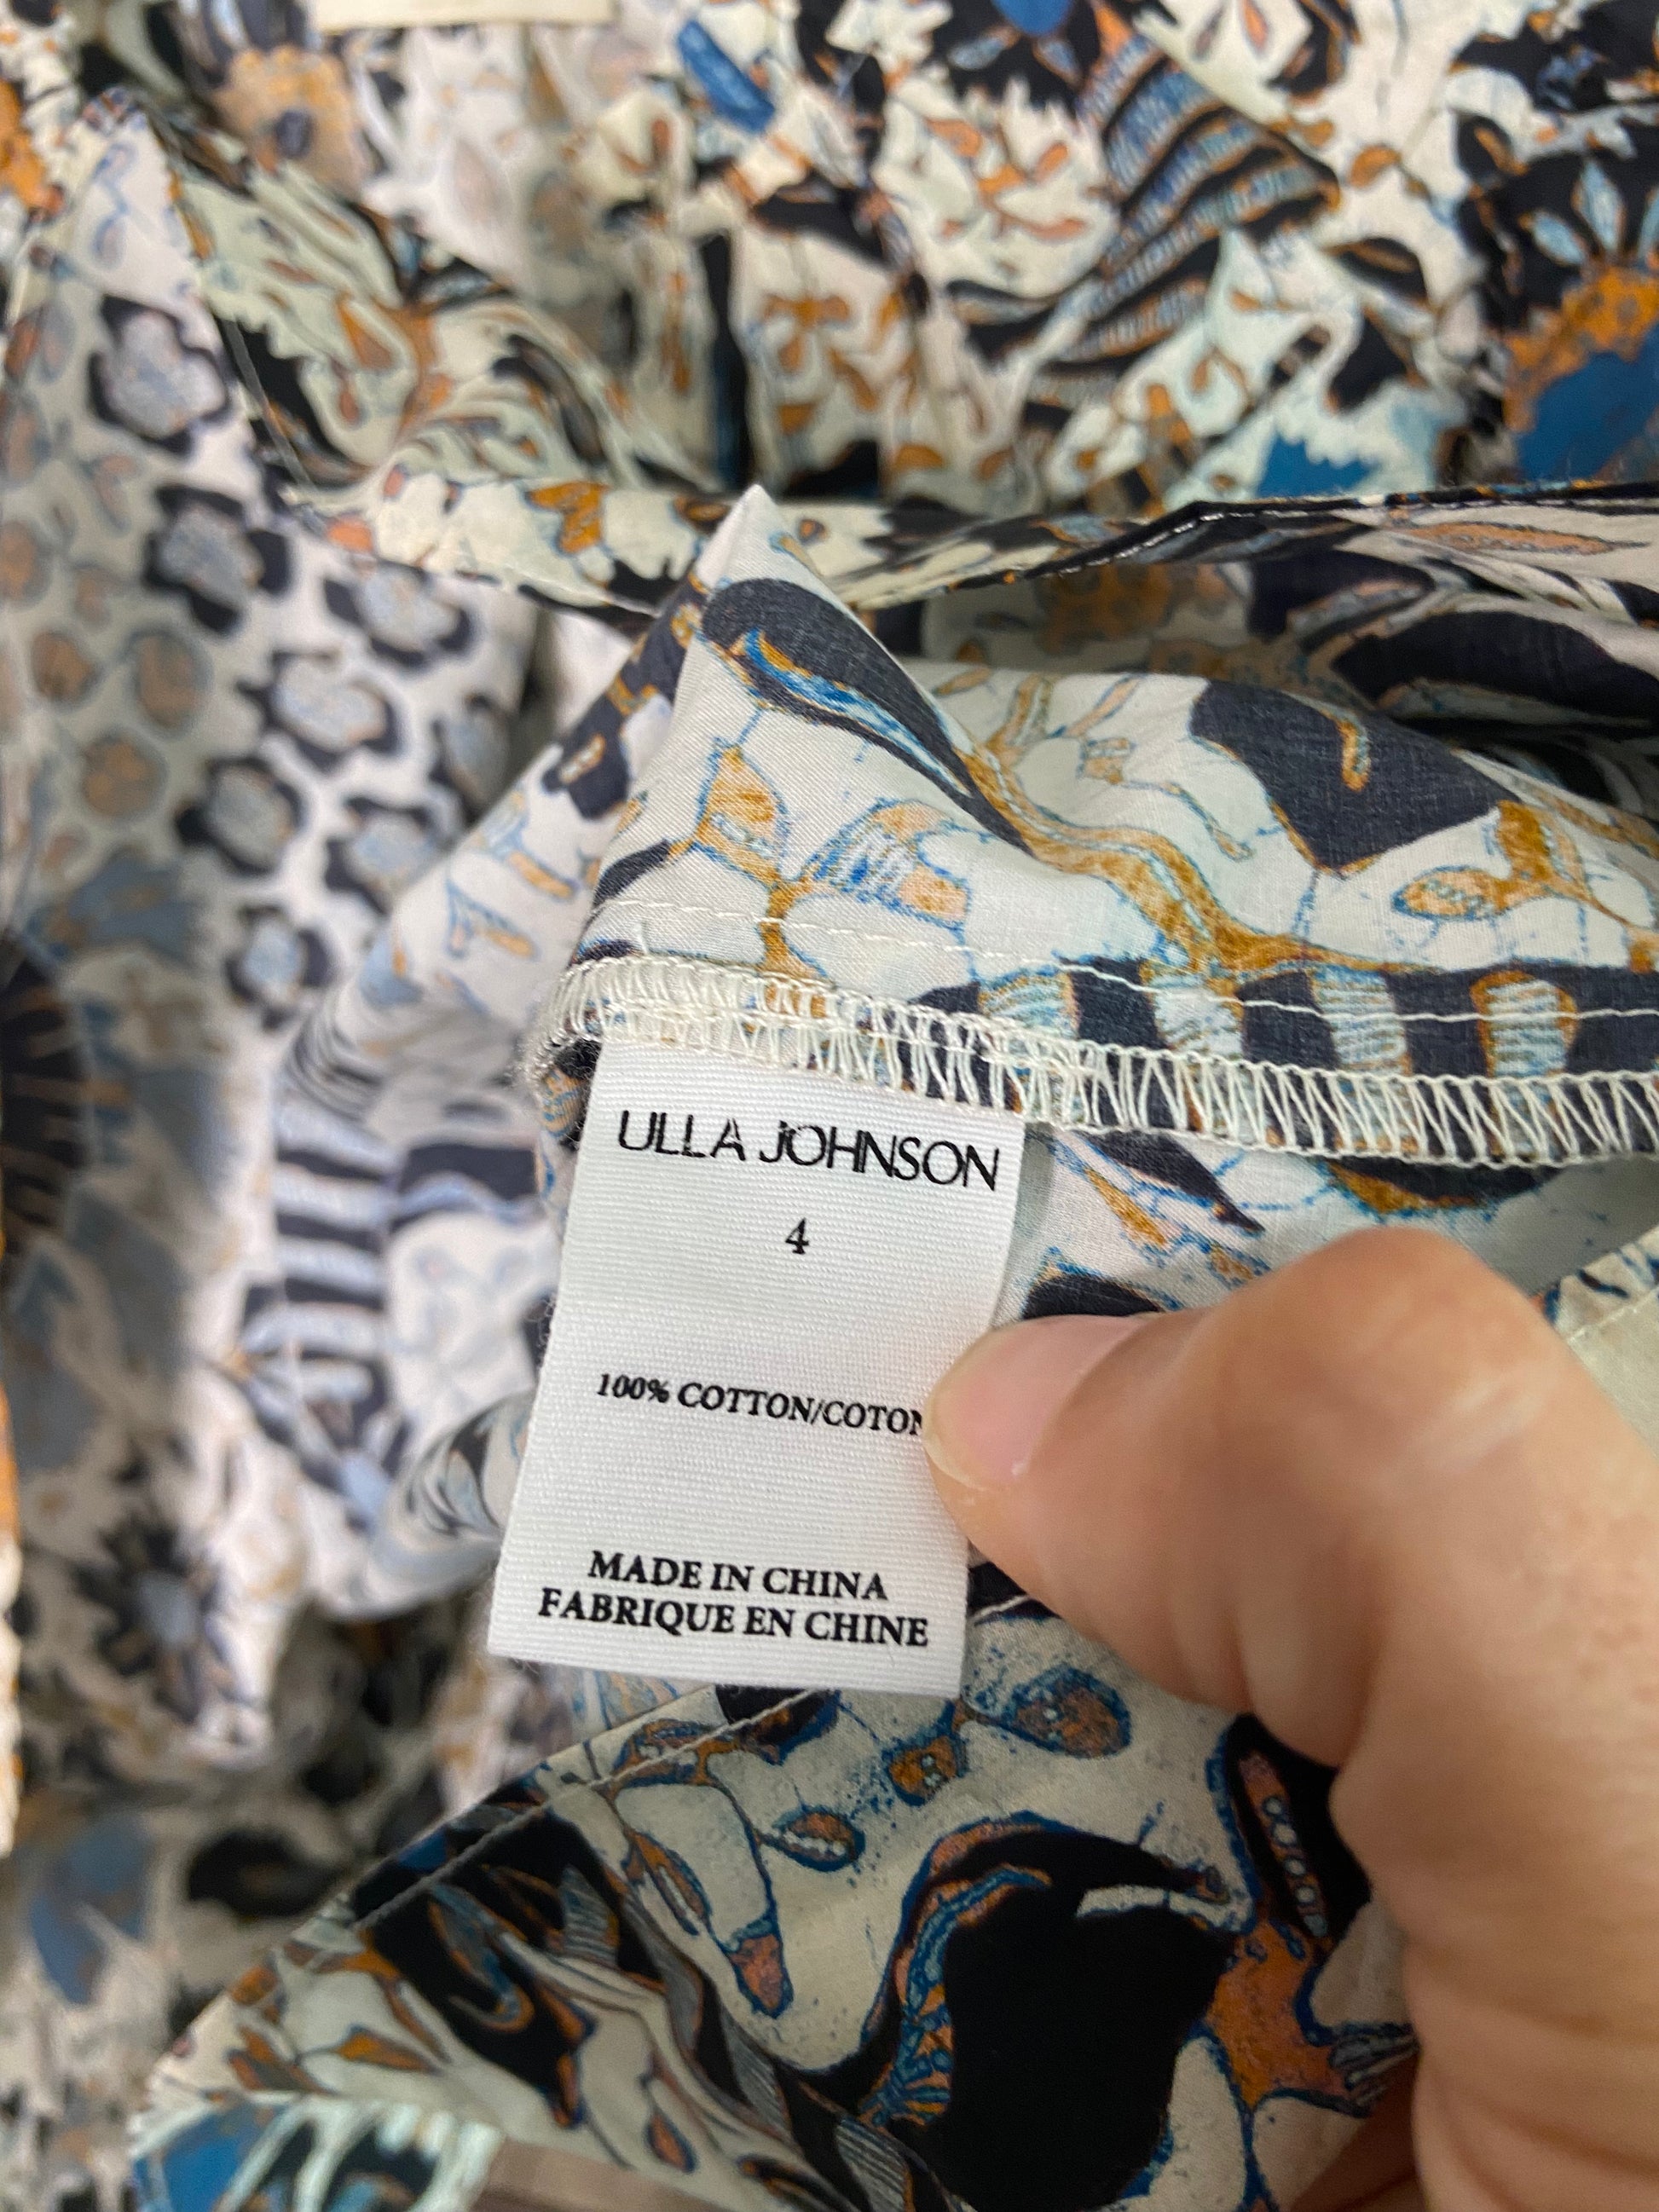 ULLA JOHNSON
4
100% COTTON/COTON
MADE IN CHINA
FABRIQUE EN CHINE